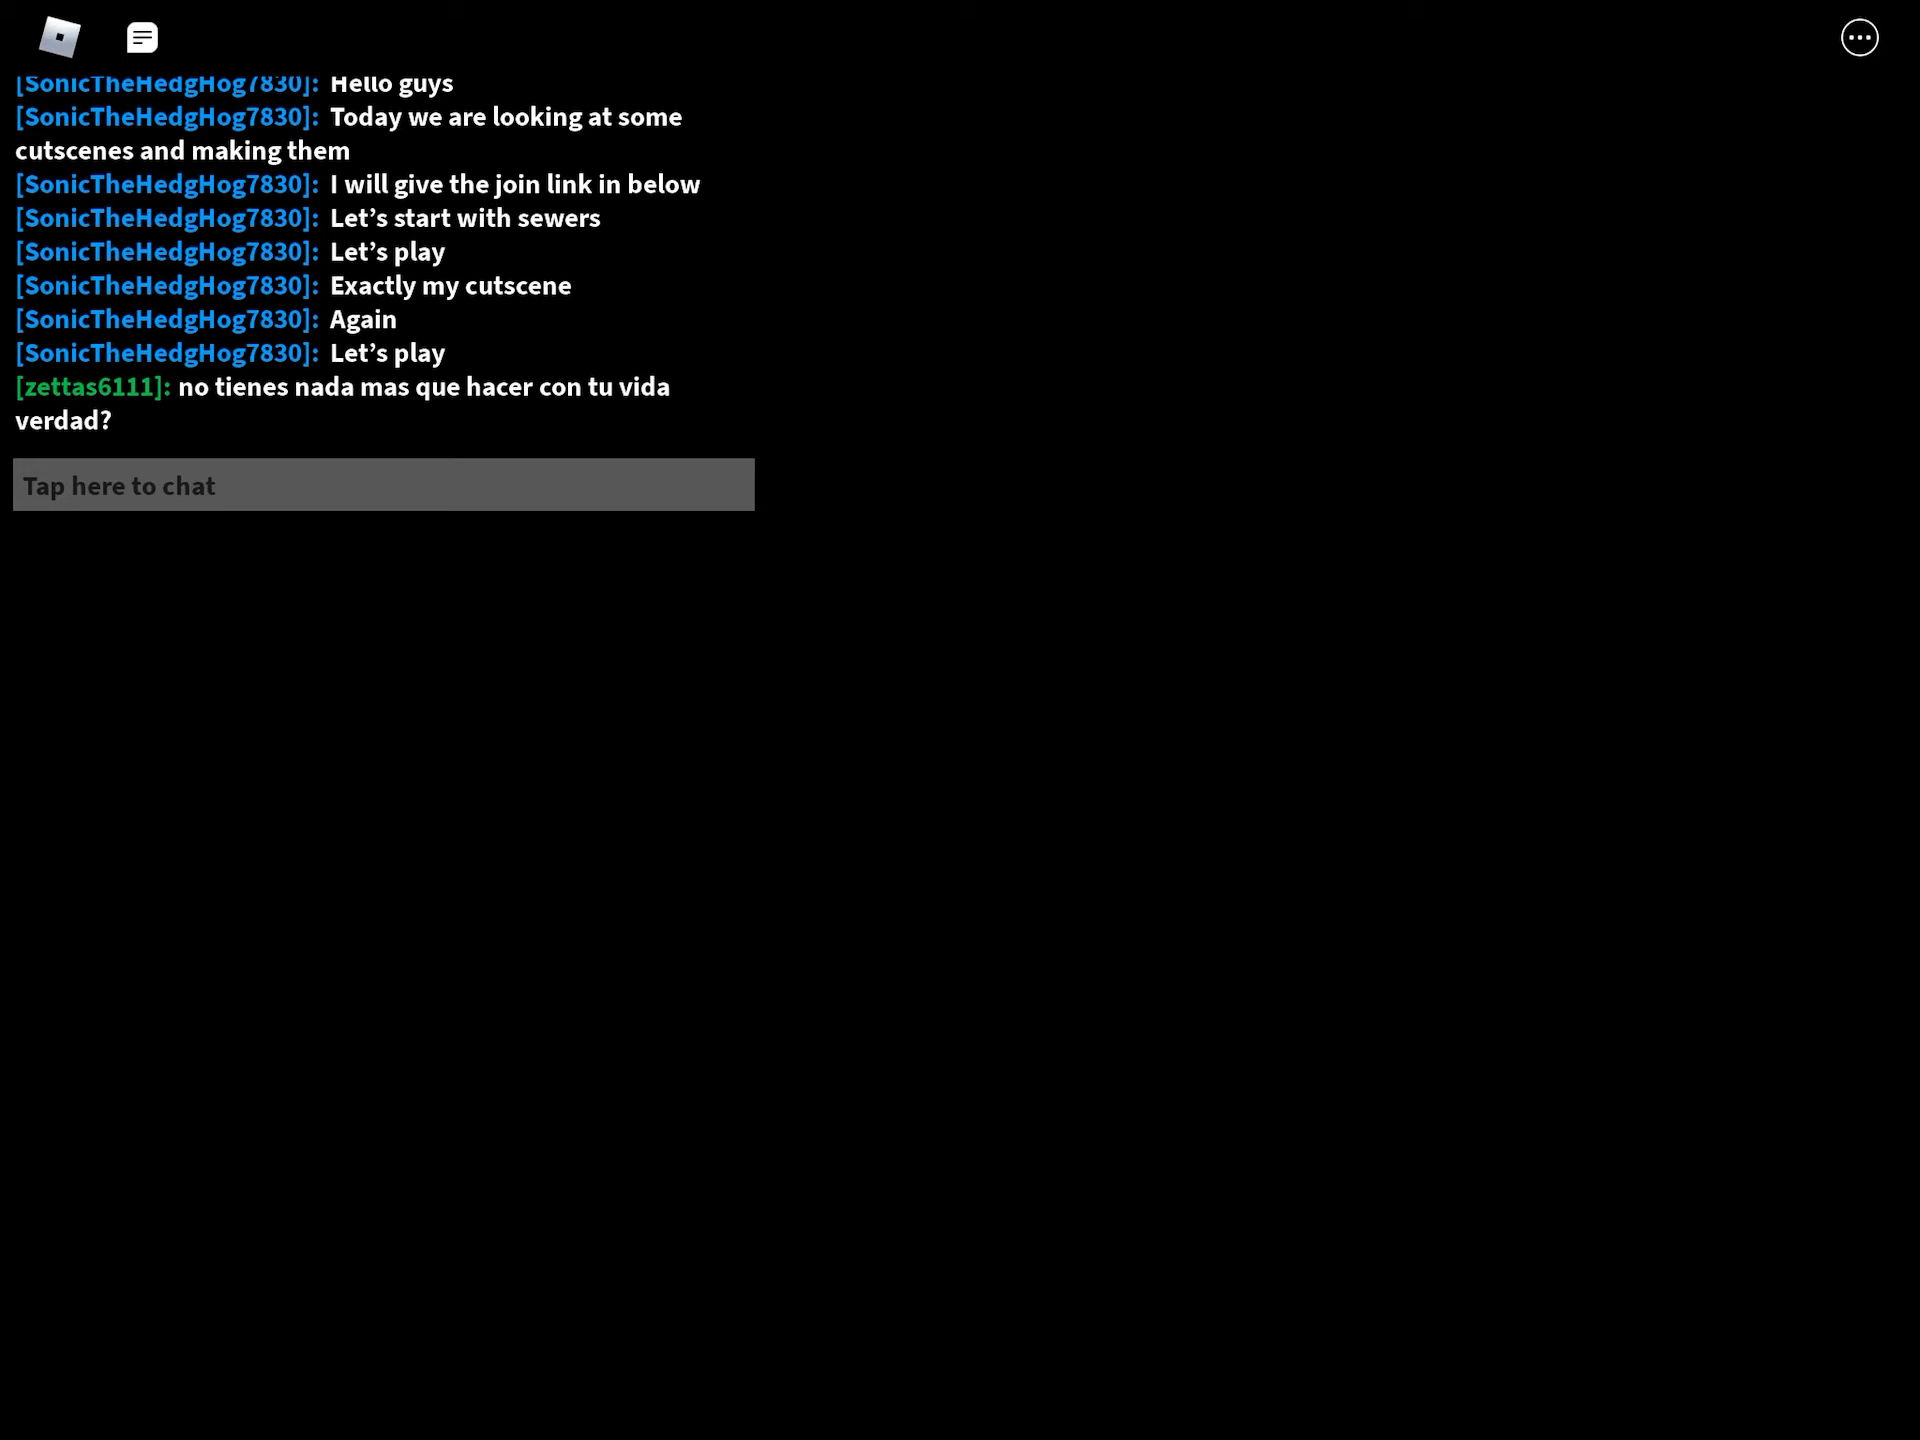 [SonicTheHedgHog7830]: Hello guys
[SonicTheHedgHog7830]: Today we are looking at some
cutscenes and making them
[SonicTheHedgHog7830]: I will give the join link in below
[SonicTheHedgHog7830]: Let’s start with sewers
[SonicTheHedgHog7830]: Let’s play
[SonicTheHedgHog7830]: Exactly my cutscene
[SonicTheHedgHog7830]: Again
[SonicTheHedgHog7830]: Let’s play
[zettas6111]: no tienes nada mas que hacer con tu vida
verdad?
Tap here to chat